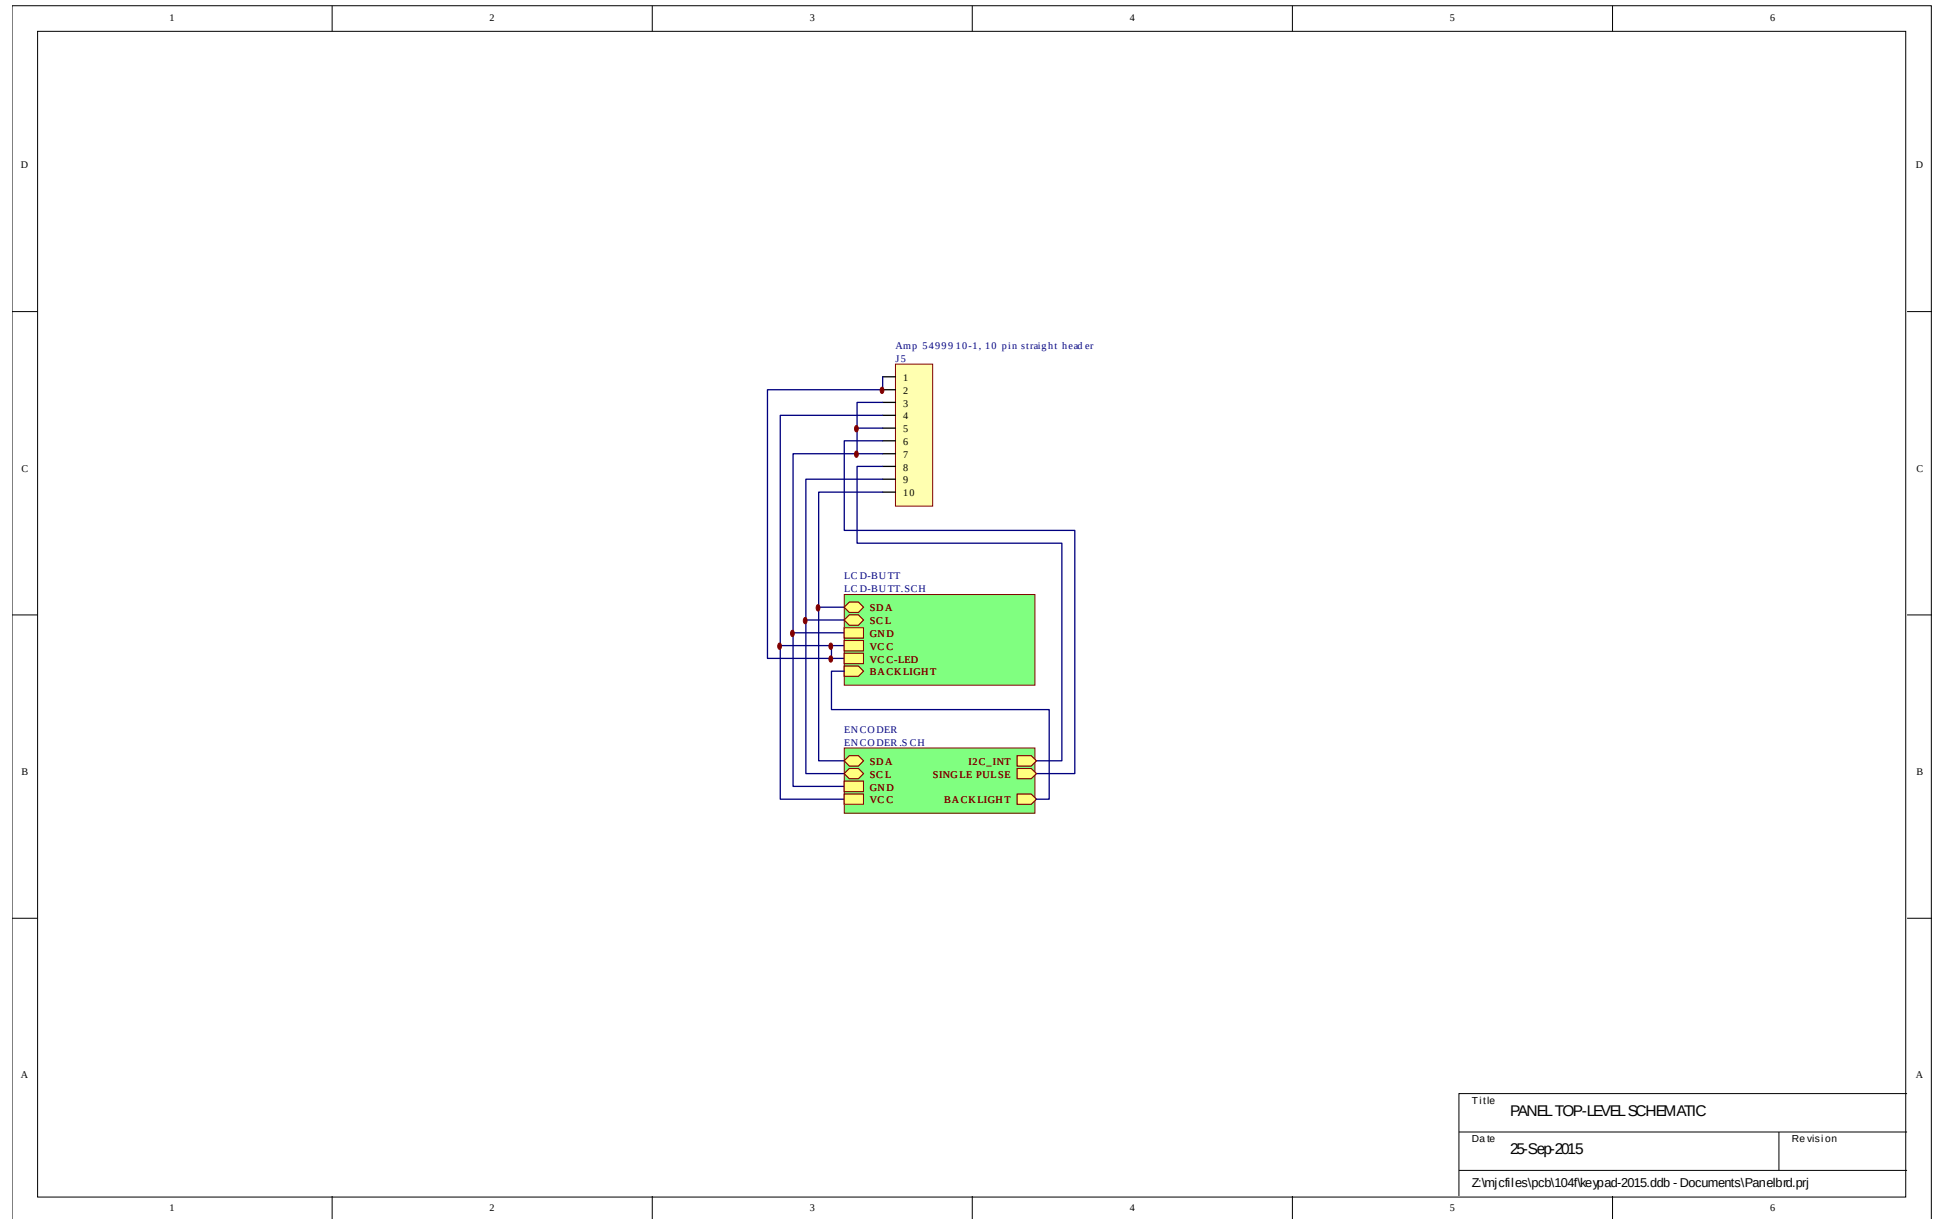 1 2 3 4 5 6
D D
Amp 5499910-1, 10 pin straight header
J5
1
2
3
4
5
6
7
8
9
10
C C
LCD-BUTT
LCD-BUTT.SCH
SDA
SCL
GND
VCC
VCC-LED
BACKLIGHT
ENCODER
ENCODER.SCH
SDA I2C_INT
SCL SINGLE PULSE
GND
VCC BACKLIGHT
B B
A A
Title PANEL TOP-LEVEL SCHEMATIC
Date 25-Sep-2015 Revision
Z:\mjcfiles\pcb\104f\keypad-2015.ddb - Documents\Panelbrd.prj
1 2 3 4 5 6